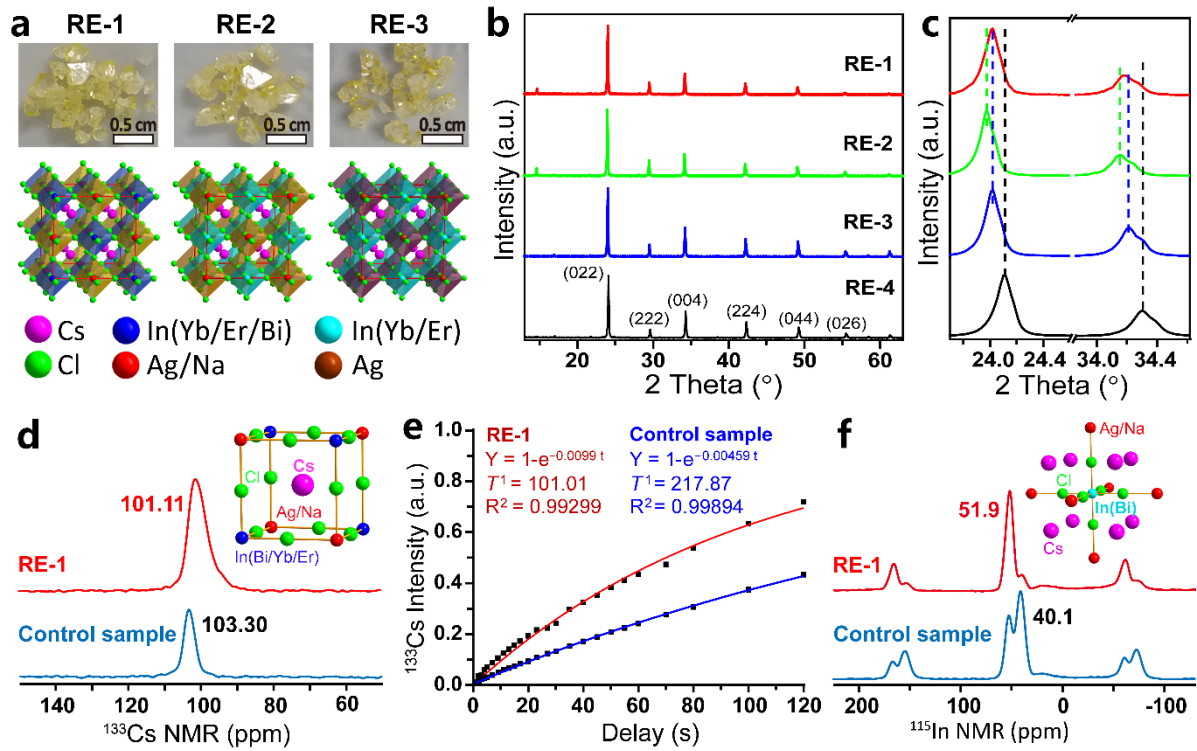 a
RE-1 RE-2 RE-3
0.5 cm 0.5 cm 0.5 cm
Cs In(Yb/Er/Bi) In(Yb/Er)
Cl Ag/Na Ag
b
Intensity (a.u.)
RE-1
RE-2
RE-3
RE-4
(022) (222) (004) (224) (044) (026)
20 30 40 50 60
2 Theta (°)
c
Intensity (a.u.)
24.0 24.4 34.0 34.4
2 Theta (°)
d
101.11
RE-1
Control sample
103.30
Cs
Cl
Ag/Na
In(Bi/Yb/Er)
140 120 100 80 60
¹³³Cs NMR (ppm)
e
¹³³Cs Intensity (a.u.)
1.0
0.8
0.6
0.4
0.2
0.0
RE-1 Control sample
Y = 1-e⁻⁰·⁰⁰⁹⁹ ᵗ Y = 1-e⁻⁰·⁰⁰⁴⁵⁹ ᵗ
T¹ = 101.01 T¹ = 217.87
R² = 0.99299 R² = 0.99894
0 20 40 60 80 100 120
Delay (s)
f
Ag/Na
Cl
In(Bi)
Cs
51.9
RE-1
Control sample
40.1
200 100 0 -100
¹¹⁵In NMR (ppm)